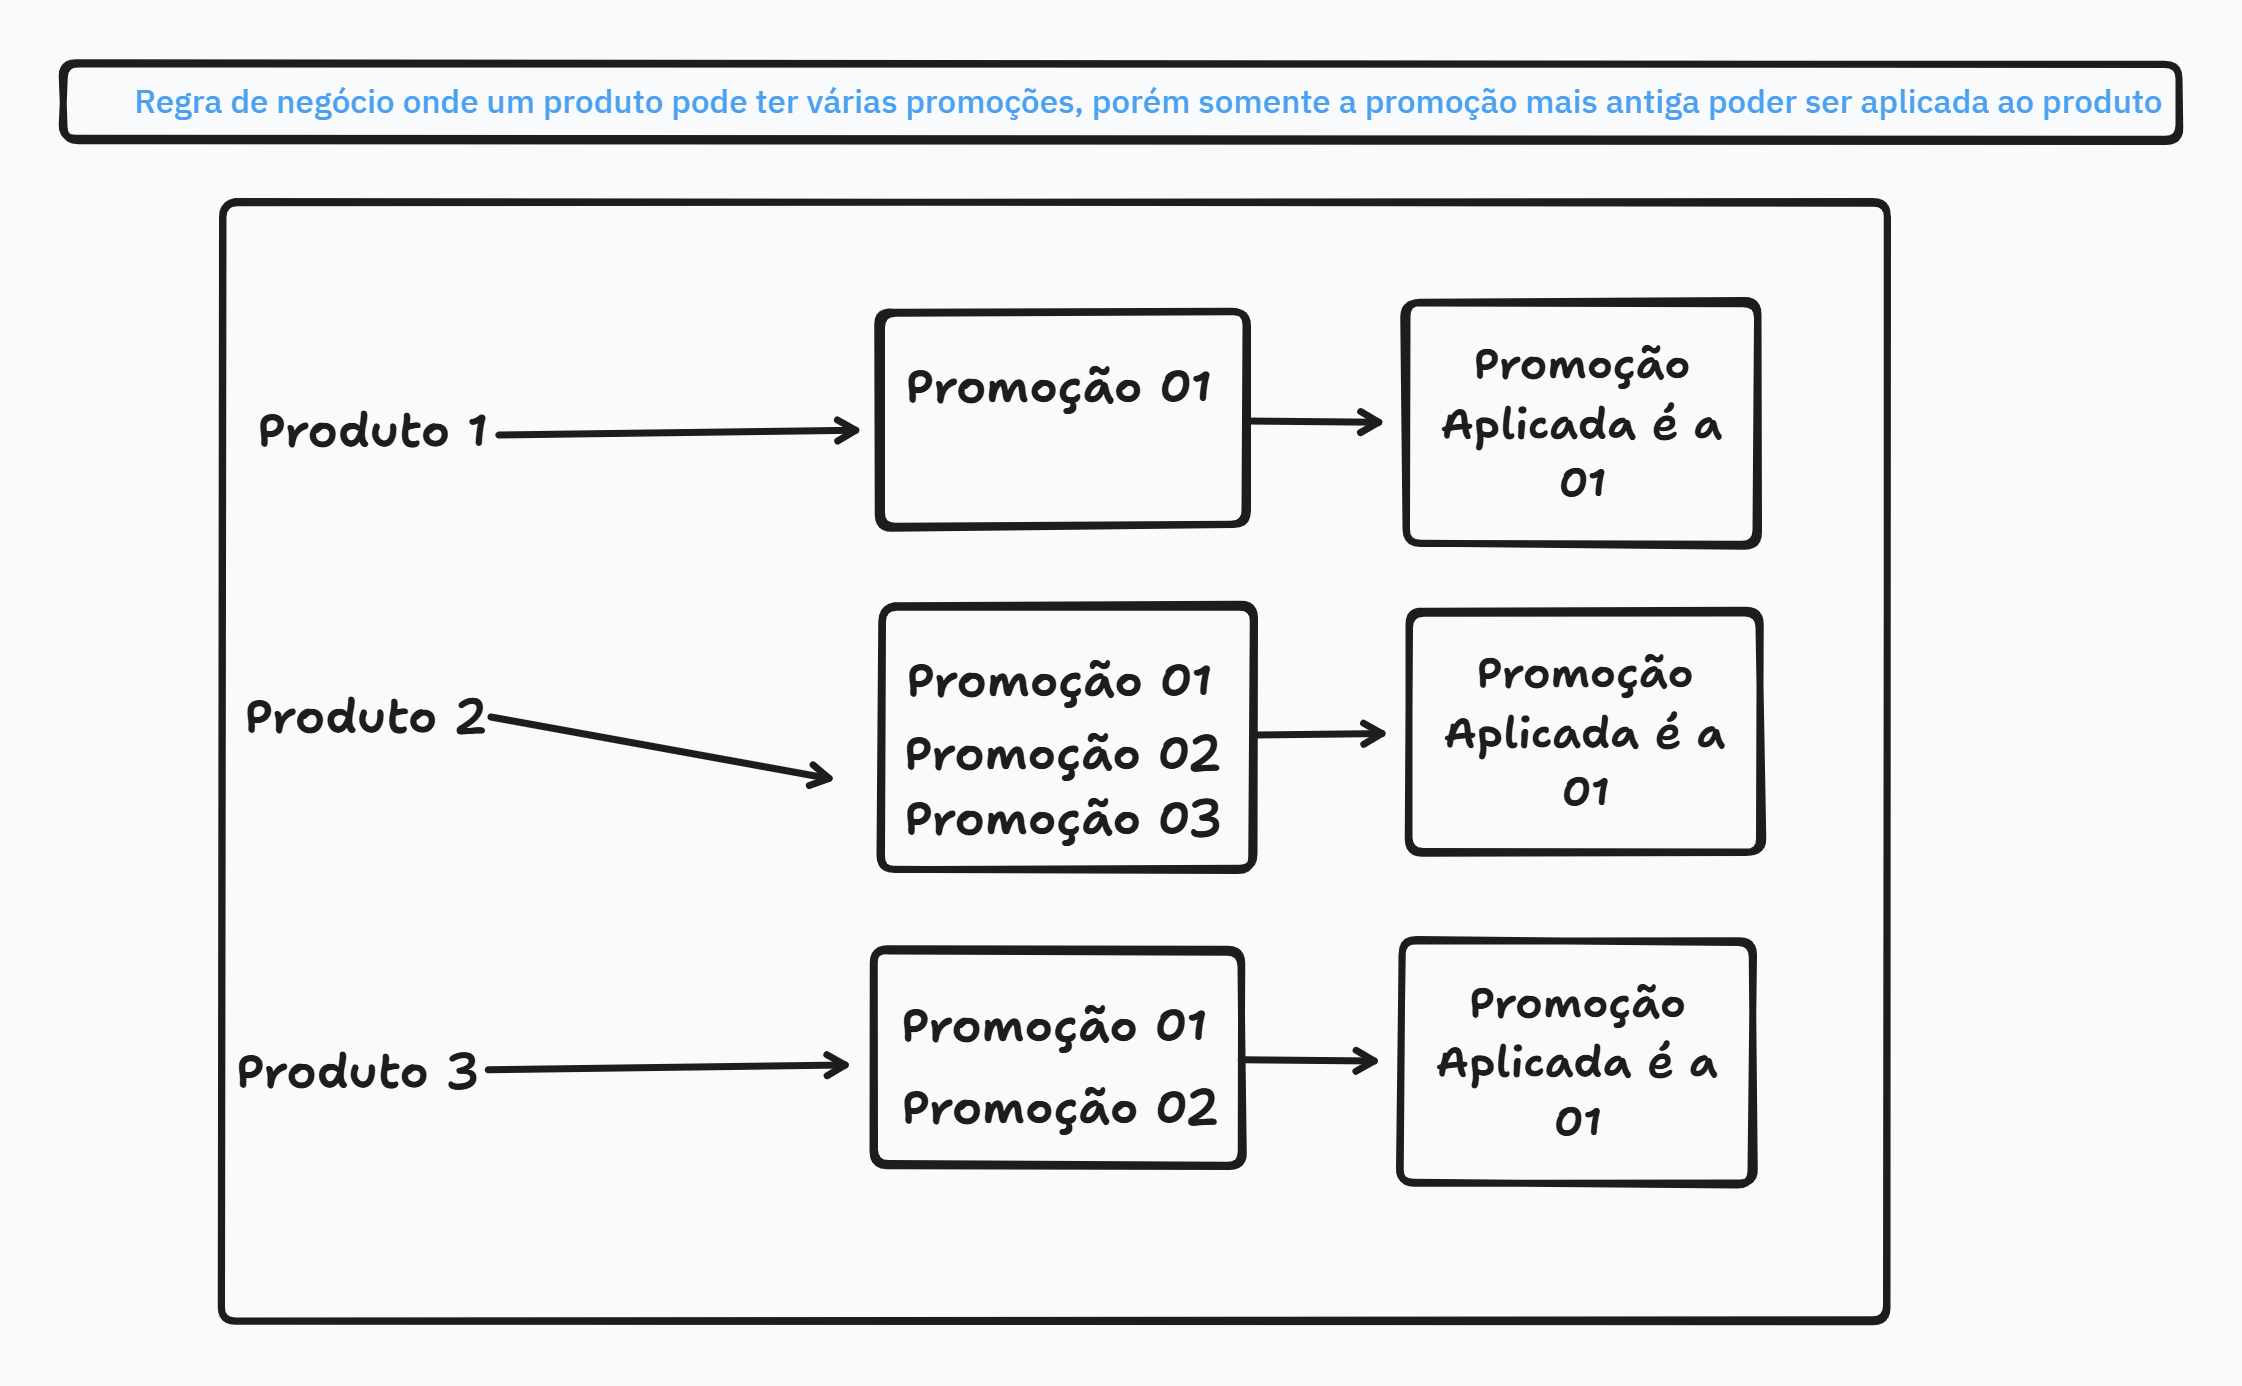 Regra de negócio onde um produto pode ter várias promoções, porém somente a promoção mais antiga poder ser aplicada ao produto
Produto 1
Promoção 01
Promoção
Aplicada é a
01
Produto 2
Promoção 01
Promoção 02
Promoção 03
Promoção
Aplicada é a
01
Produto 3
Promoção 01
Promoção 02
Promoção
Aplicada é a
01